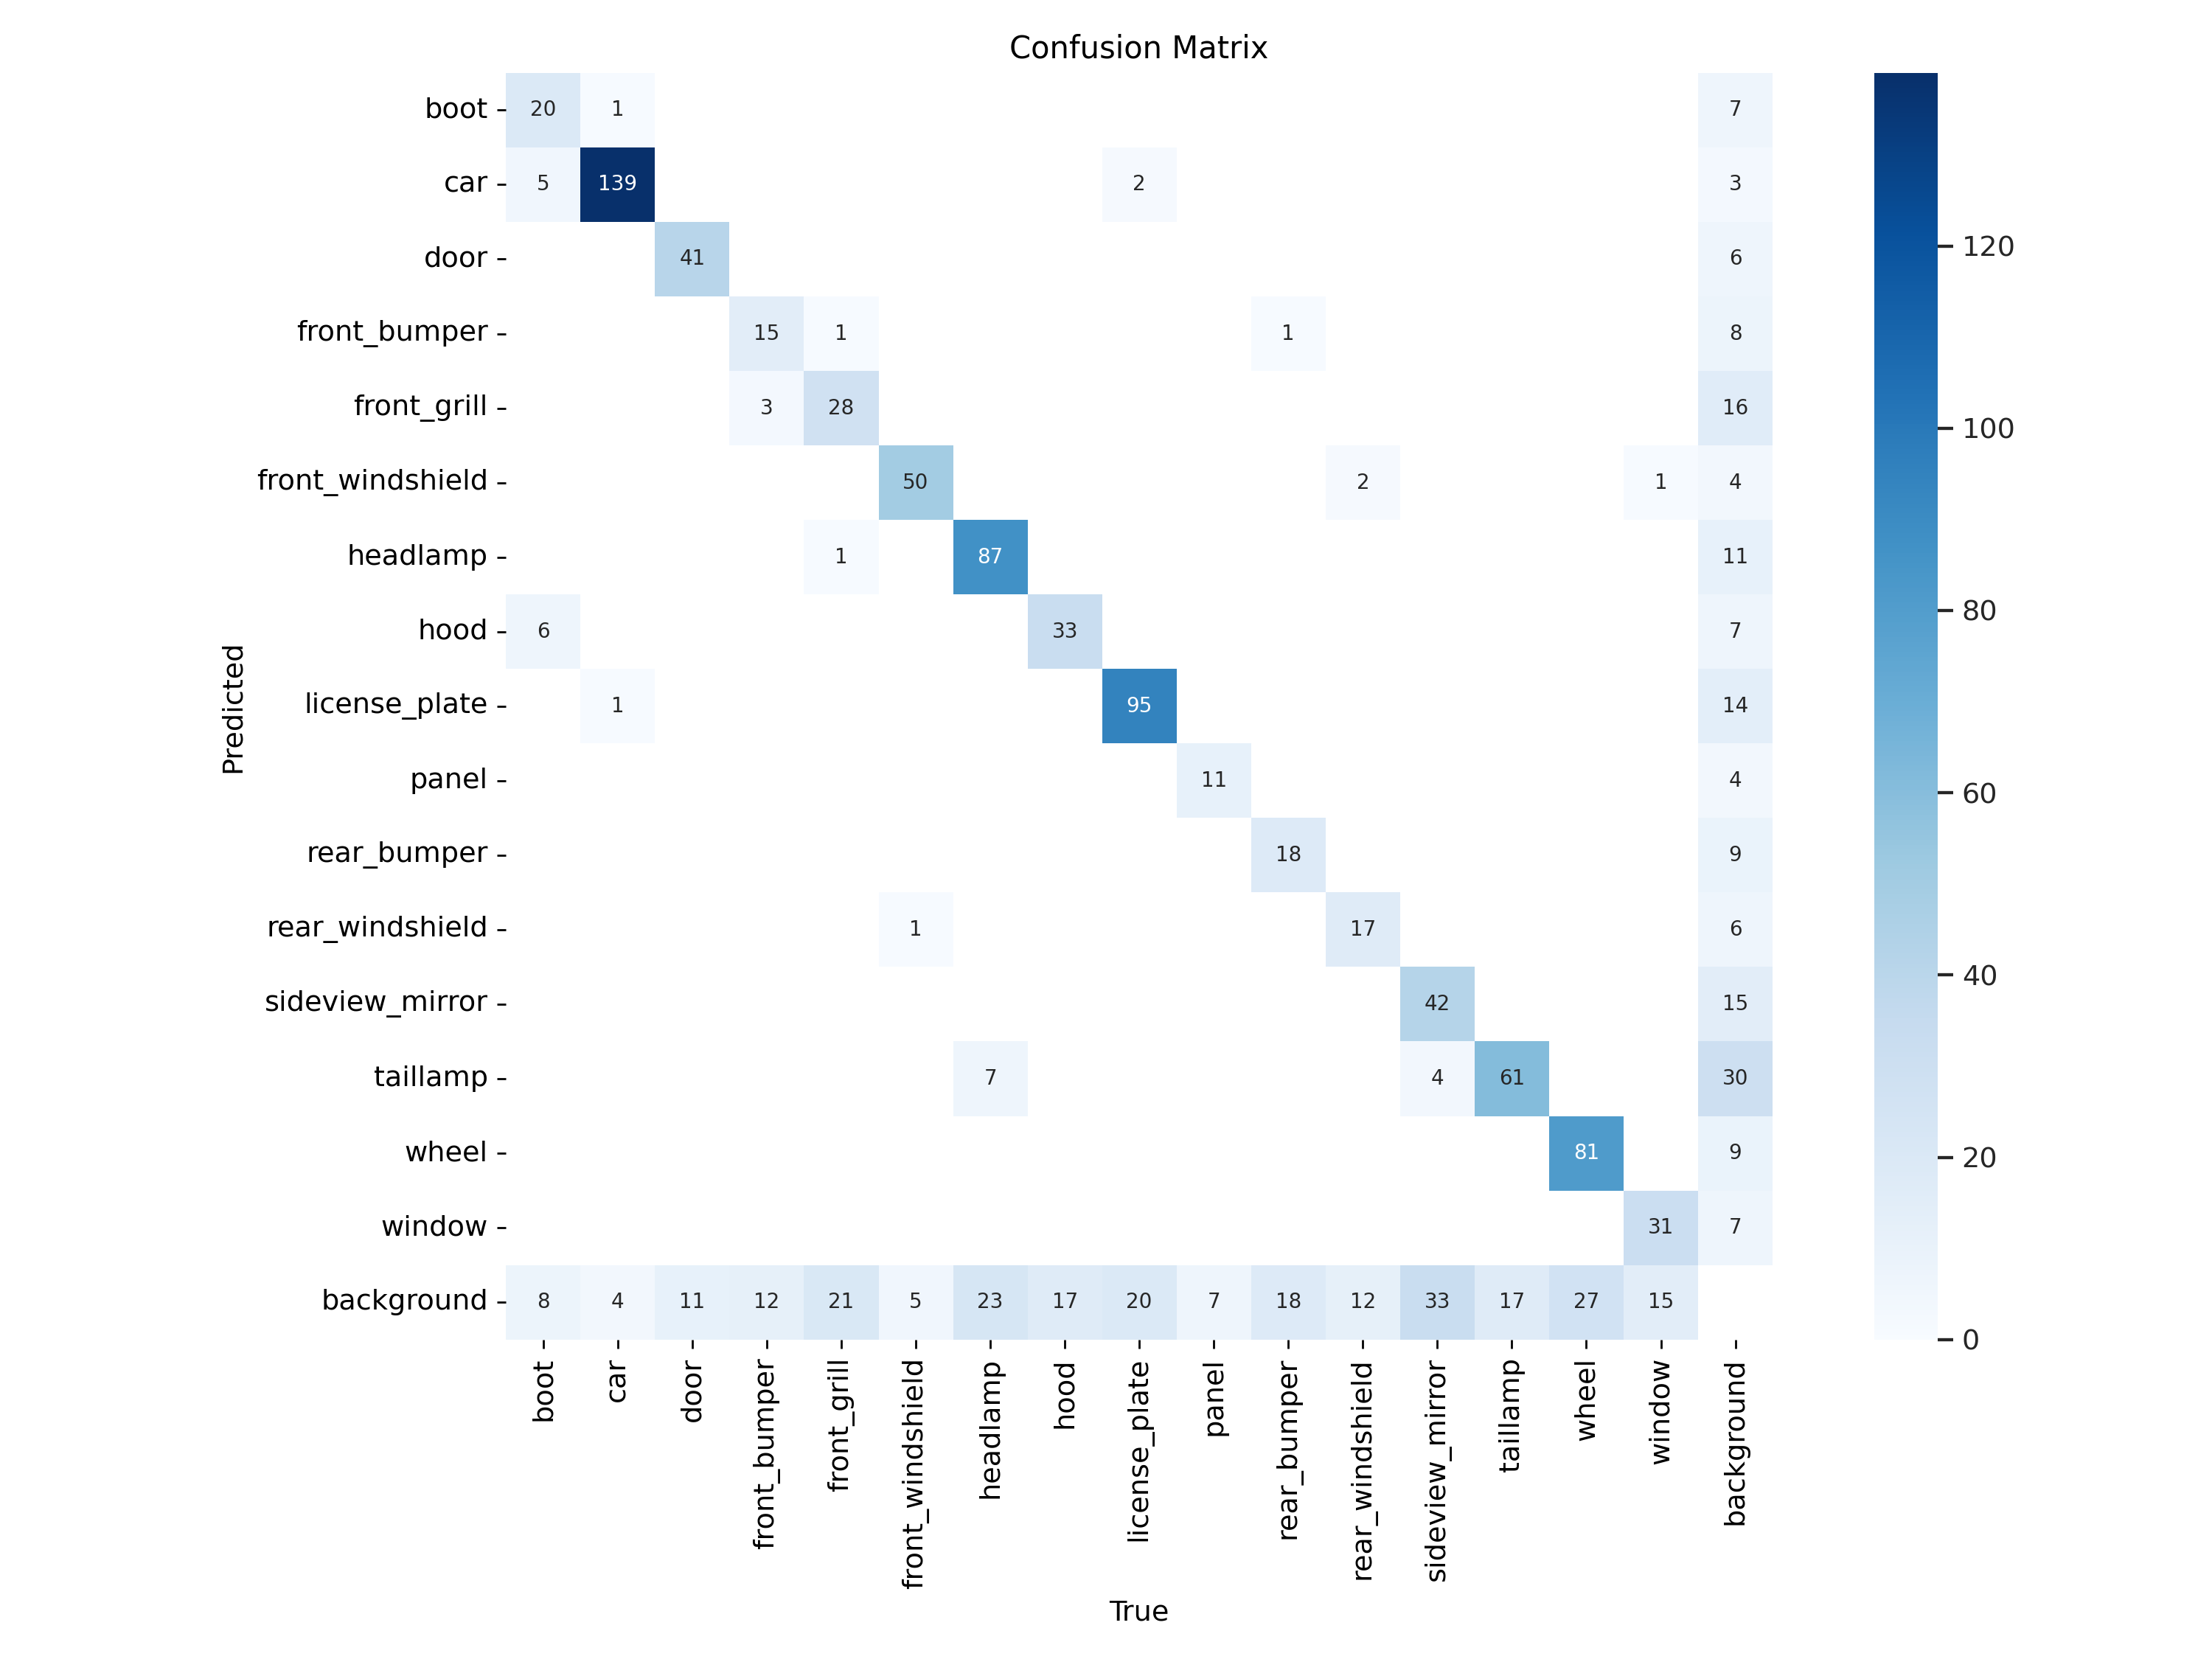 Confusion Matrix
Predicted
boot 20 1 7
car 5 139 2 3
door 41 6
front_bumper 15 1 1 8
front_grill 3 28 16
front_windshield 50 2 1 4
headlamp 1 87 11
hood 6 33 7
license_plate 1 95 14
panel 11 4
rear_bumper 18 9
rear_windshield 1 17 6
sideview_mirror 42 15
taillamp 7 4 61 30
wheel 81 9
window 31 7
background 8 4 11 12 21 5 23 17 20 7 18 12 33 17 27 15
boot
car
door
front_bumper
front_grill
front_windshield
headlamp
hood
license_plate
panel
rear_bumper
rear_windshield
sideview_mirror
taillamp
wheel
window
background
True
120
100
80
60
40
20
0